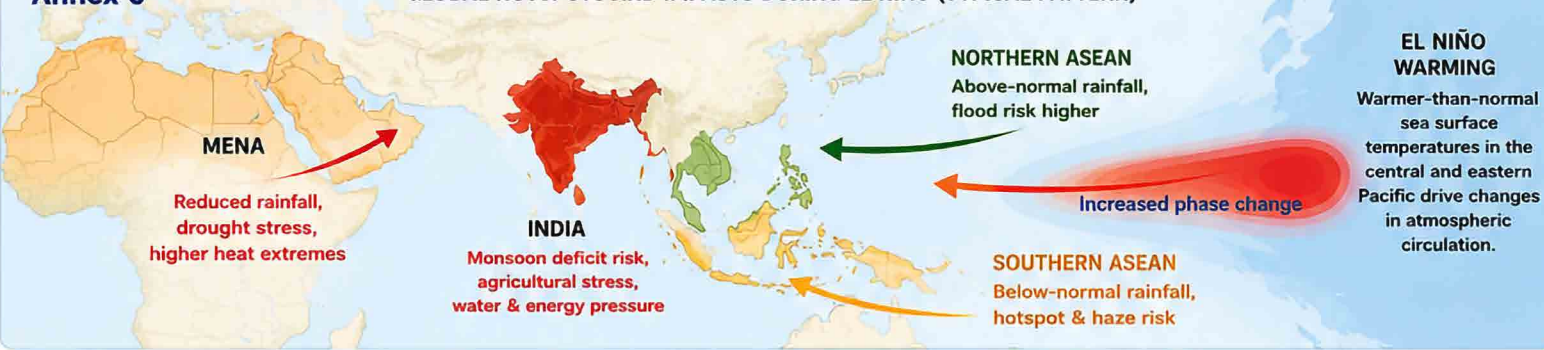 EL NIÑO
WARMING
Warmer-than-normal
sea surface
temperatures in the
central and eastern
Pacific drive changes
in atmospheric
circulation.
NORTHERN ASEAN
Above-normal rainfall,
flood risk higher
MENA
Reduced rainfall,
drought stress,
higher heat extremes
INDIA
Monsoon deficit risk,
agricultural stress,
water & energy pressure
Increased phase change
SOUTHERN ASEAN
Below-normal rainfall,
hotspot & haze risk